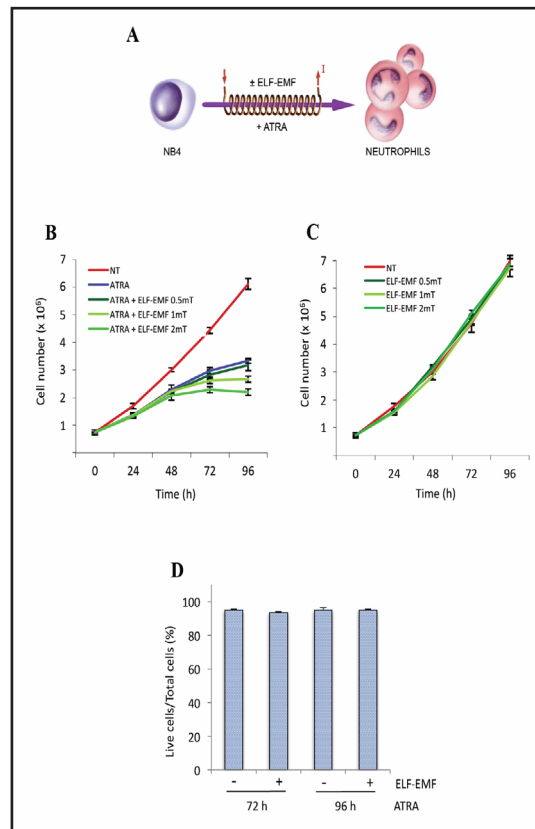 A
I
± ELF-EMF
+ ATRA
NB4
NEUTROPHILS
B
NT
ATRA
ATRA + ELF-EMF 0.5mT
ATRA + ELF-EMF 1mT
ATRA + ELF-EMF 2mT
Cell number (x 10⁶)
7
6
5
4
3
2
1
0 24 48 72 96
Time (h)
C
NT
ELF-EMF 0.5mT
ELF-EMF 1mT
ELF-EMF 2mT
Cell number (x 10⁶)
7
6
5
4
3
2
1
0 24 48 72 96
Time (h)
D
Live cells/Total cells (%)
100
80
60
40
20
0
- + - + ELF-EMF
72 h 96 h ATRA